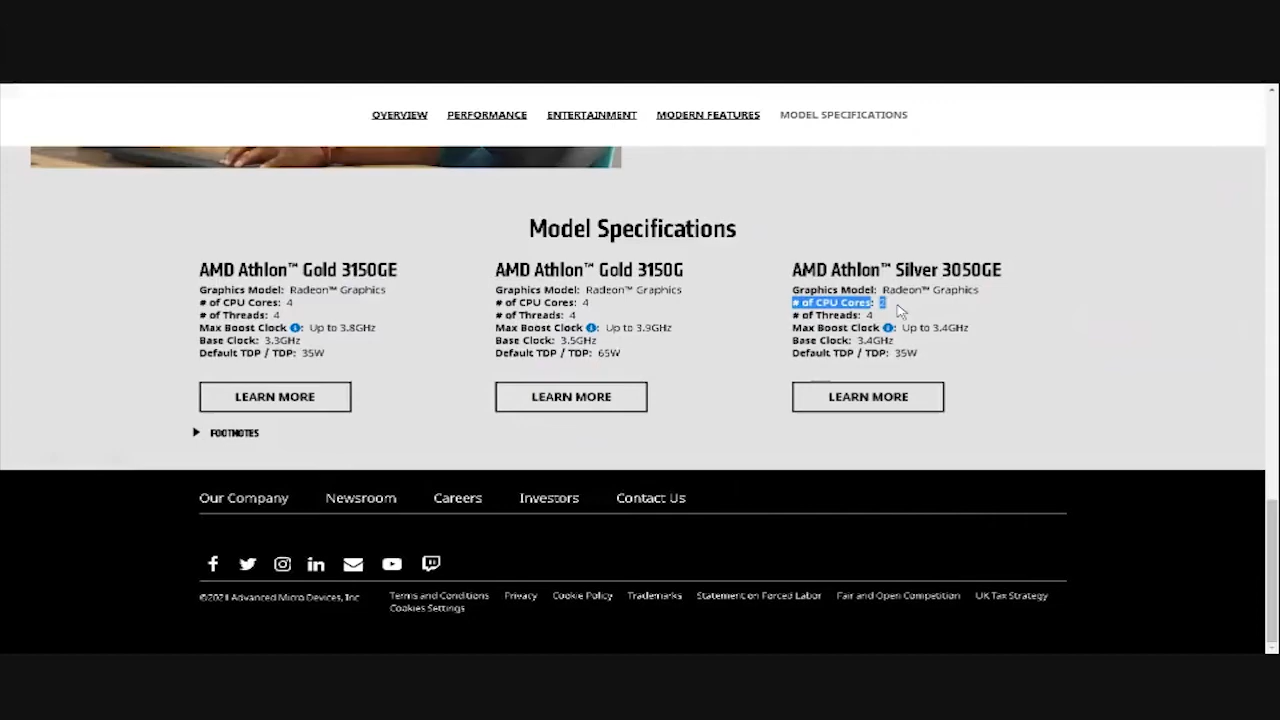 OVERVIEW PERFORMANCE ENTERTAINMENT MODERN FEATURES MODEL SPECIFICATIONS
Model Specifications
AMD Athlon™ Gold 3150GE
Graphics Model: Radeon™ Graphics
# of CPU Cores: 4
# of Threads: 4
Max Boost Clock Up to 3.8GHz
Base Clock: 3.3GHz
Default TDP / TDP: 35W
LEARN MORE
AMD Athlon™ Gold 3150G
Graphics Model: Radeon™ Graphics
# of CPU Cores: 4
# of Threads: 4
Max Boost Clock : Up to 3.9GHz
Base Clock: 3.5GHz
Default TDP / TDP: 65W
LEARN MORE
AMD Athlon™ Silver 3050GE
Graphics Model: Radeon™ Graphics
# of CPU Cores:
# of Threads: 4
Max Boost Clock : Up to 3.4GHz
Base Clock: 3.4GHz
Default TDP / TDP: 35W
LEARN MORE
FOOTNOTES
Our Company Newsroom Careers Investors Contact Us
©2021 Advanced Micro Devices, Inc
Terms and Conditions Privacy Cookie Policy Trademarks Statement on Forced Labor Fair and Open Competition UK Tax Strategy
Cookies Settings